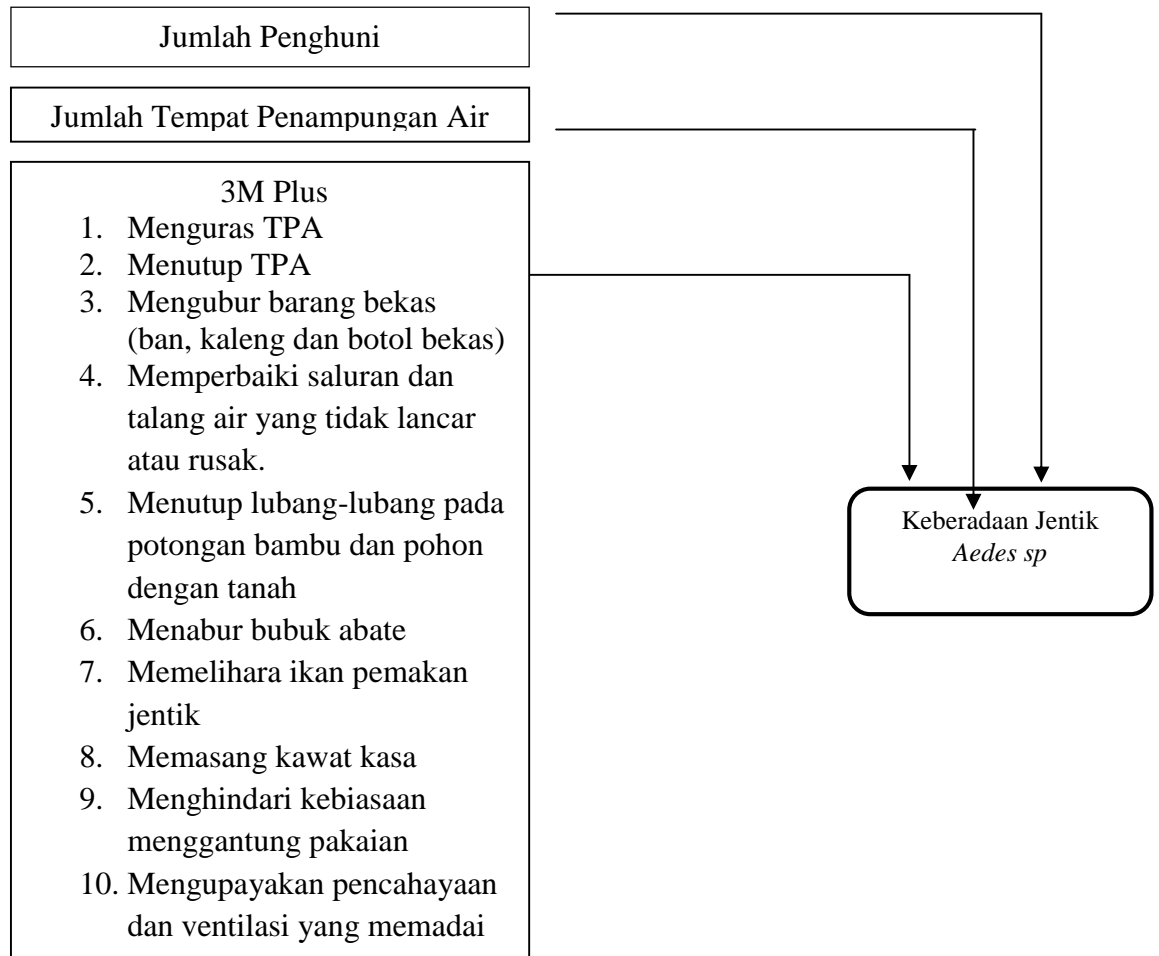 Jumlah Penghuni
Jumlah Tempat Penampungan Air
3M Plus
1. Menguras TPA
2. Menutup TPA
3. Mengubur barang bekas
(ban, kaleng dan botol bekas)
4. Memperbaiki saluran dan
talang air yang tidak lancar
atau rusak.
5. Menutup lubang-lubang pada
potongan bambu dan pohon
dengan tanah
6. Menabur bubuk abate
7. Memelihara ikan pemakan
jentik
8. Memasang kawat kasa
9. Menghindari kebiasaan
menggantung pakaian
10. Mengupayakan pencahayaan
dan ventilasi yang memadai
Keberadaan Jentik
Aedes sp